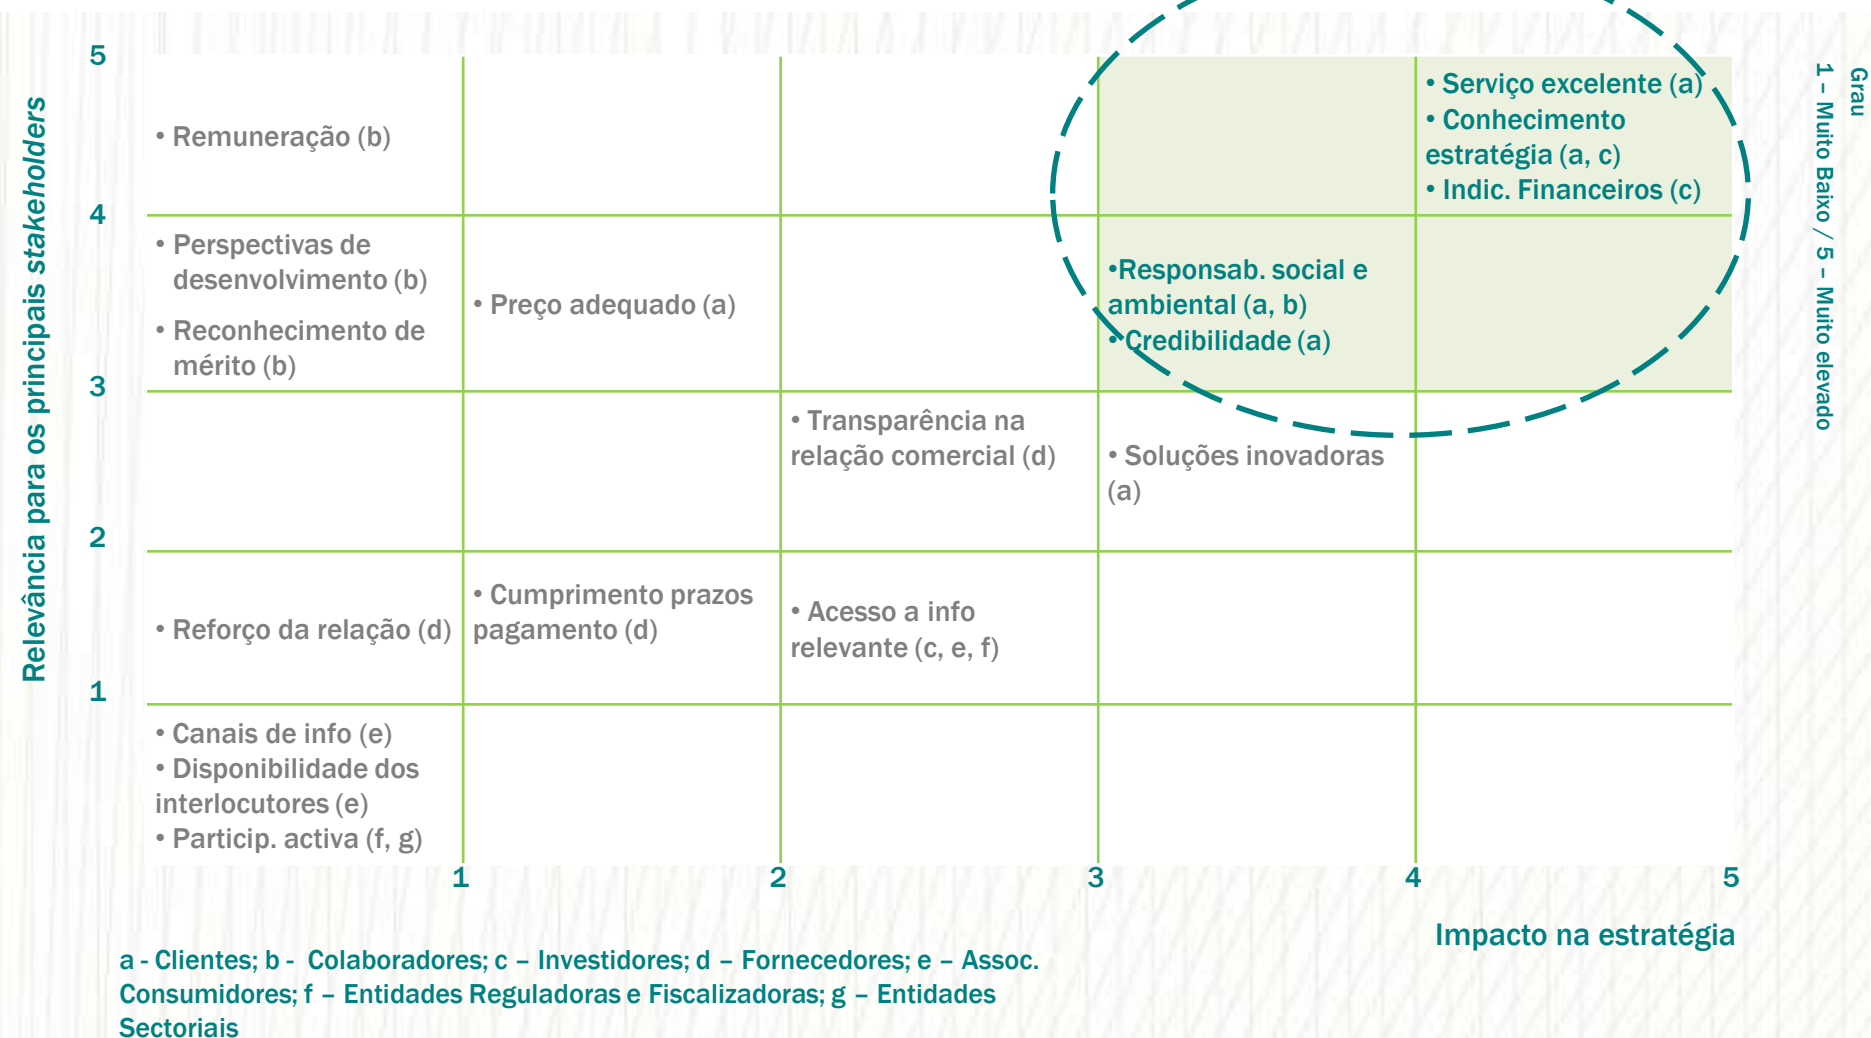 Relevância para os principais stakeholders
5
4
3
2
1
• Remuneração (b)
• Serviço excelente (a)
• Conhecimento
estratégia (a, c)
• Indic. Financeiros (c)
• Perspectivas de
desenvolvimento (b)
• Reconhecimento de
mérito (b)
• Preço adequado (a)
•Responsab. social e
ambiental (a, b)
• Credibilidade (a)
• Transparência na
relação comercial (d)
• Soluções inovadoras
(a)
• Reforço da relação (d)
• Cumprimento prazos
pagamento (d)
• Acesso a info
relevante (c, e, f)
• Canais de info (e)
• Disponibilidade dos
interlocutores (e)
• Particip. activa (f, g)
1
2
3
4
5
Impacto na estratégia
Grau
1 – Muito Baixo / 5 – Muito elevado
a - Clientes; b - Colaboradores; c – Investidores; d – Fornecedores; e – Assoc.
Consumidores; f – Entidades Reguladoras e Fiscalizadoras; g – Entidades
Sectoriais